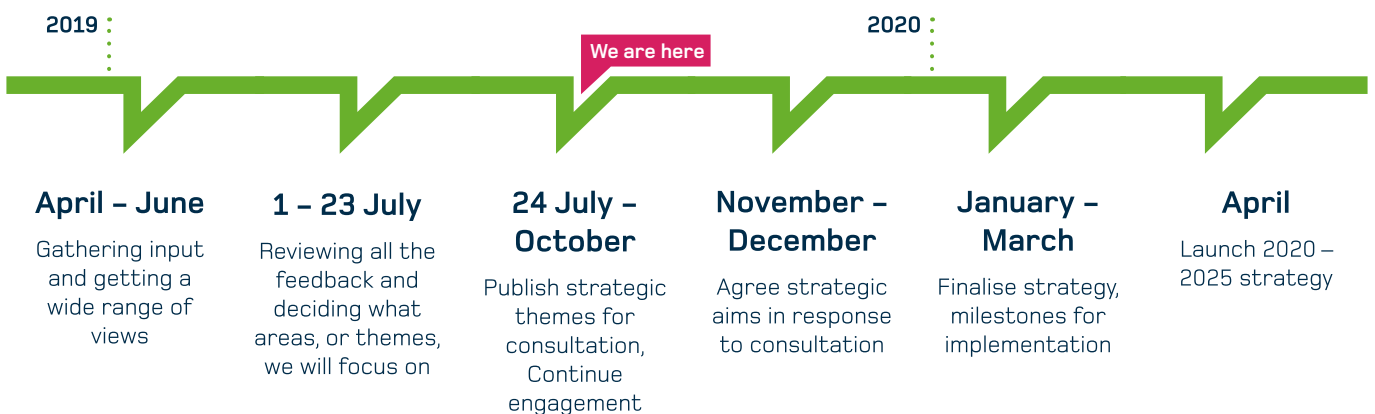 2019
2020
We are here
April – June
Gathering input
and getting a
wide range of
views
1 – 23 July
Reviewing all the
feedback and
deciding what
areas, or themes,
we will focus on
24 July –
October
Publish strategic
themes for
consultation,
Continue
engagement
November –
December
Agree strategic
aims in response
to consultation
January –
March
Finalise strategy,
milestones for
implementation
April
Launch 2020 –
2025 strategy